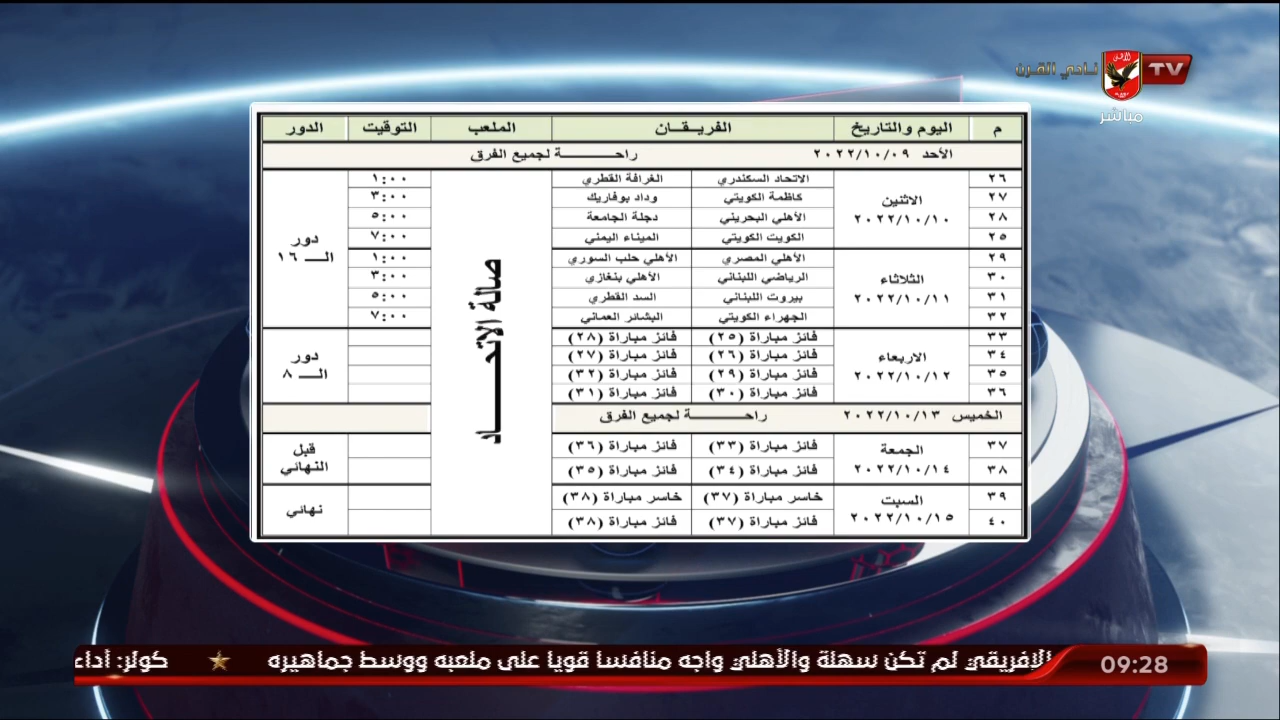 نادي القرن TV
مباشر
م اليوم والتاريخ الفريقان الملعب التوقيت الدور
الأحد ٢٠٢٢/١٠/٠٩ راحة لجميع الفرق
٢٦ الاتحاد السكندري الغرافة القطري ١:٠٠
٢٧ كاظمة الكويتي وداد بوفاريك ٣:٠٠
٢٨ الأهلي البحريني دجلة الجامعة ٥:٠٠
٢٥ الكويت الكويتي الميناء اليمني ٧:٠٠
الاثنين
٢٠٢٢/١٠/١٠
٢٩ الأهلي المصري الأهلي حلب السوري ١:٠٠
٣٠ الرياضي اللبناني الأهلي بنغازي ٣:٠٠
٣١ بيروت اللبناني السد القطري ٥:٠٠
٣٢ الجهراء الكويتي البشائر العماني ٧:٠٠
الثلاثاء
٢٠٢٢/١٠/١١
دور
الـــ ١٦
صالة الاتحـــاد
٣٣ فائز مباراة (٢٥) فائز مباراة (٢٨)
٣٤ فائز مباراة (٢٦) فائز مباراة (٢٧)
٣٥ فائز مباراة (٢٩) فائز مباراة (٣٢)
٣٦ فائز مباراة (٣٠) فائز مباراة (٣١)
الاربعاء
٢٠٢٢/١٠/١٢
دور
الـــ ٨
الخميس ٢٠٢٢/١٠/١٣ راحة لجميع الفرق
٣٧ فائز مباراة (٣٣) فائز مباراة (٣٦)
٣٨ فائز مباراة (٣٤) فائز مباراة (٣٥)
الجمعة
٢٠٢٢/١٠/١٤
قبل
النهائي
٣٩ خاسر مباراة (٣٧) خاسر مباراة (٣٨)
٤٠ فائز مباراة (٣٧) فائز مباراة (٣٨)
السبت
٢٠٢٢/١٠/١٥
نهائي
09:28
الإفريقي لم تكن سهلة والأهلي واجه منافسا قويا على ملعبه ووسط جماهيره كولر: أداء